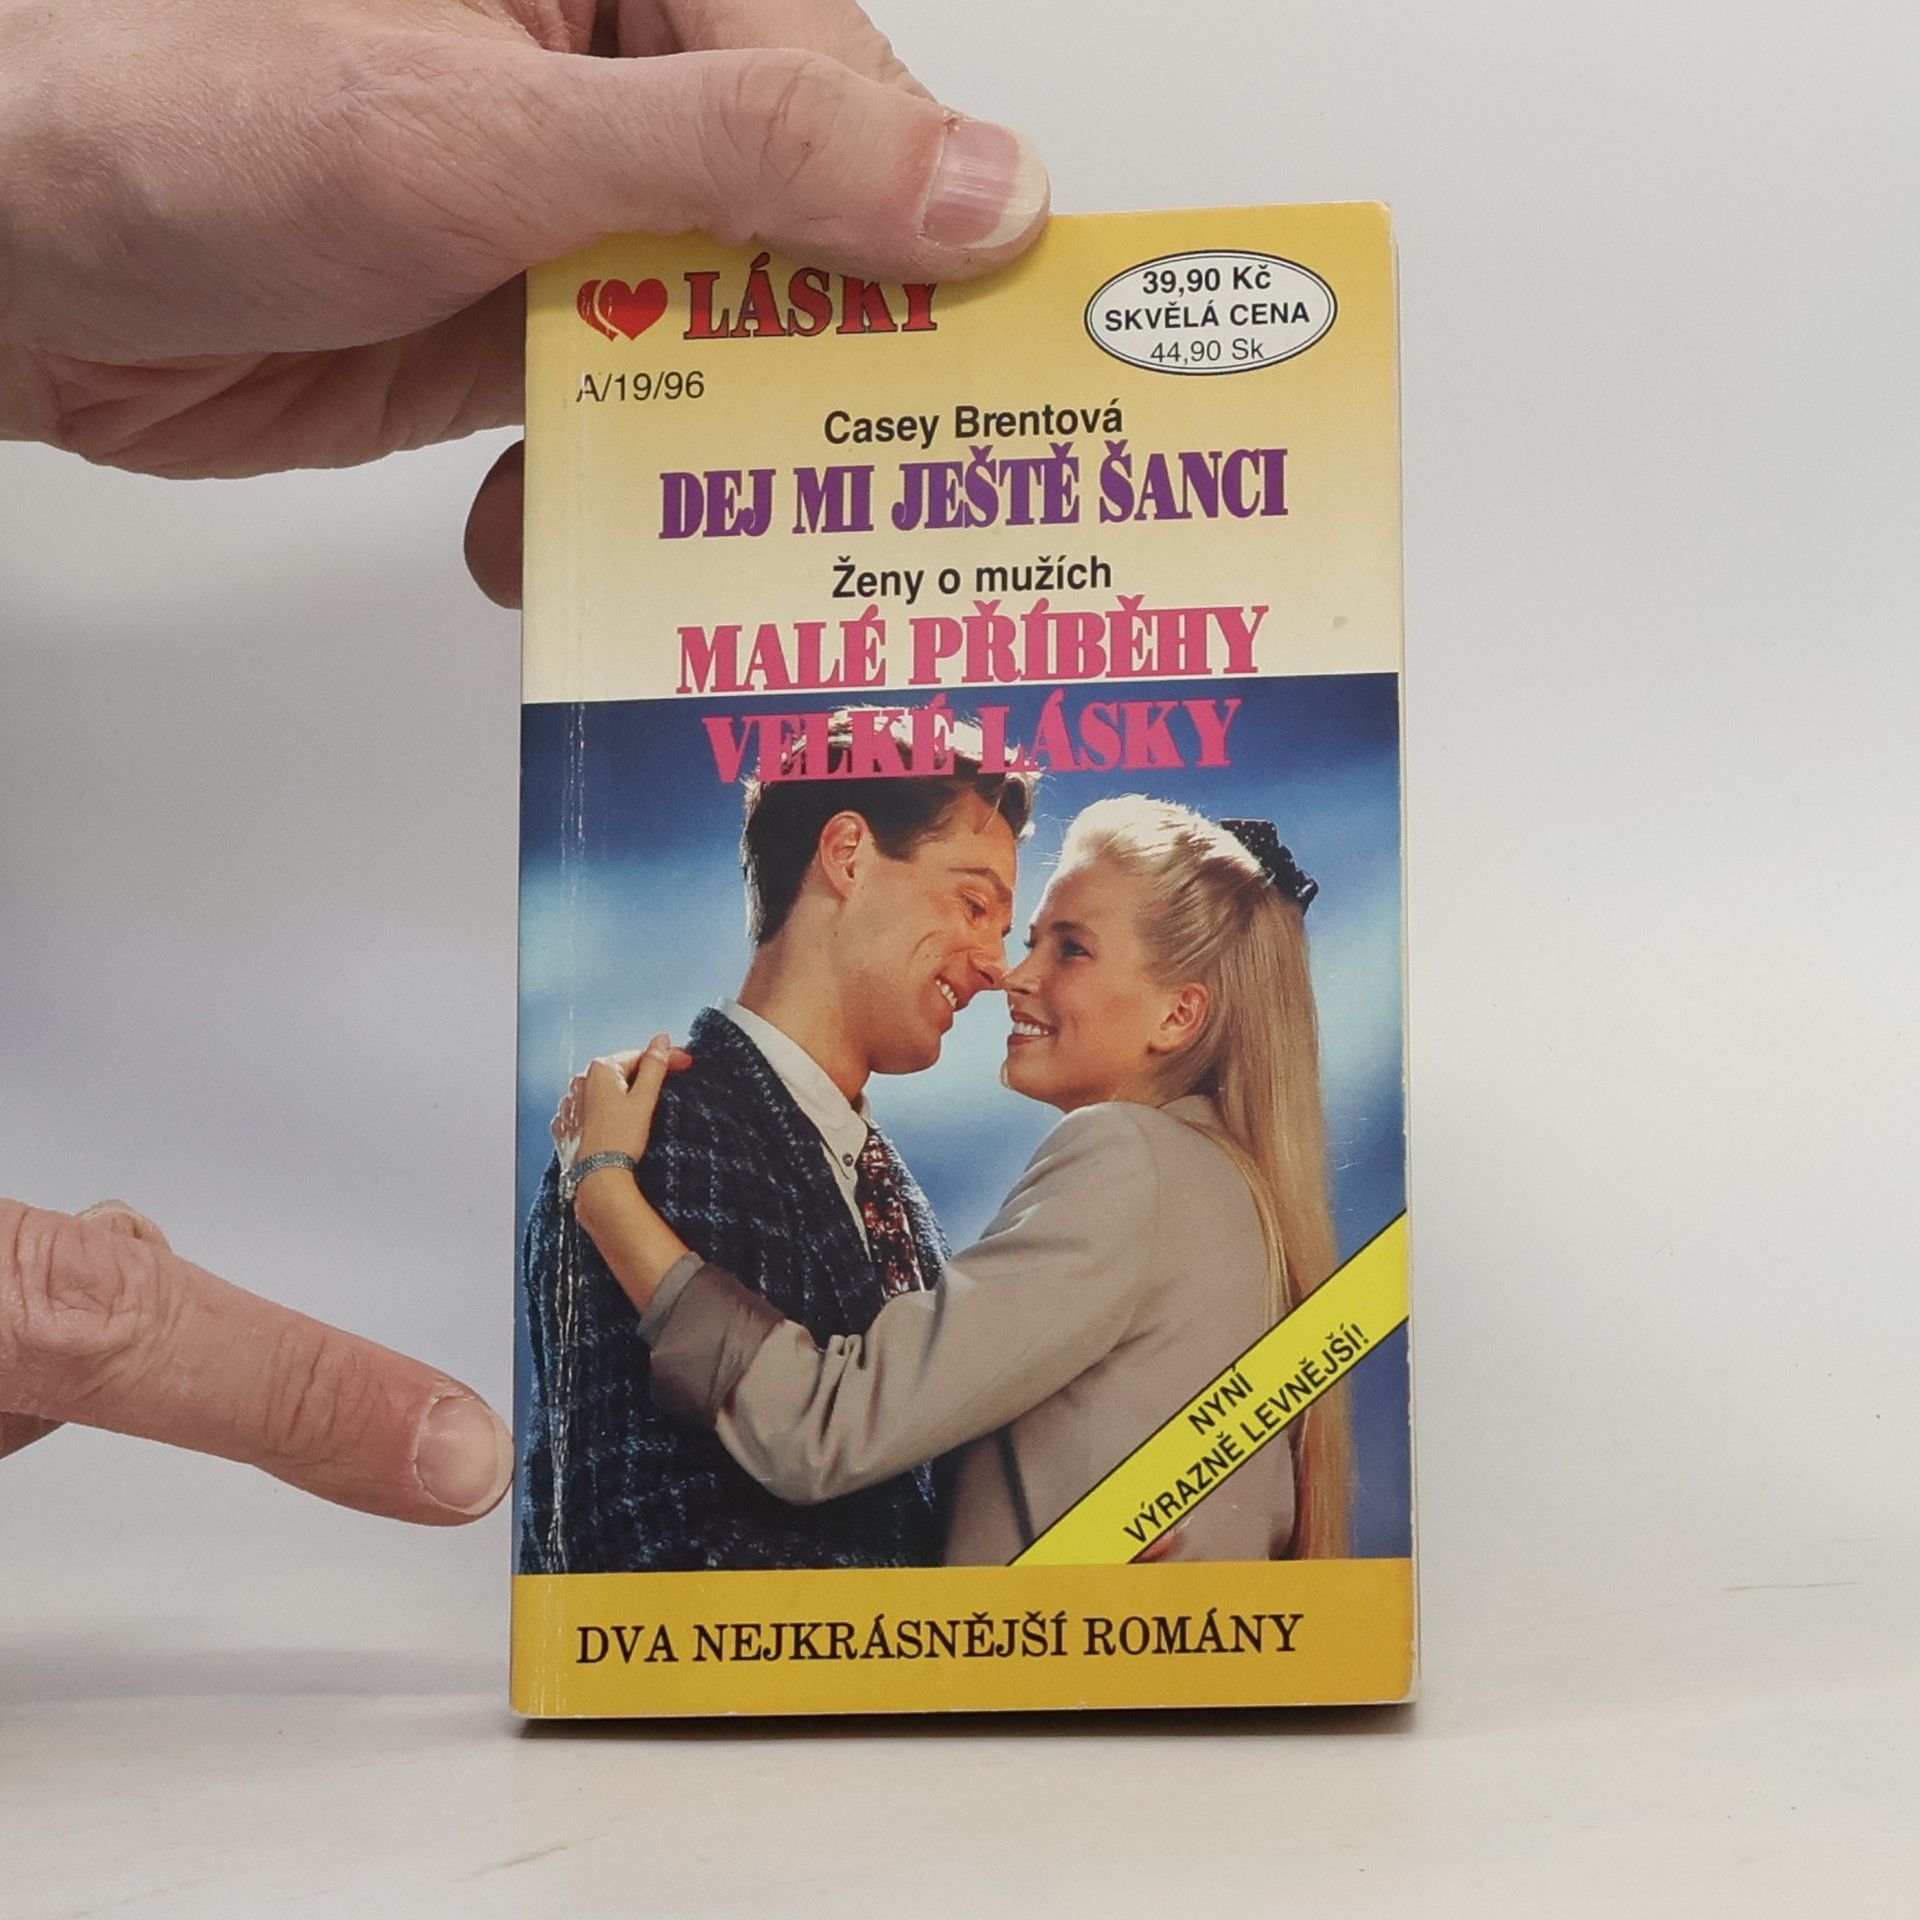 LÁSKY
39,90 Kč
SKVĚLÁ CENA
44,90 Sk
A/19/96
Casey Brentová
DEJ MI JEŠTĚ ŠANCI
Ženy o mužích
MALÉ PŘÍBĚHY
VELKÉ LÁSKY
NYNÍ
VÝRAZNĚ LEVNĚJŠÍ!
DVA NEJKRÁSNĚJŠÍ ROMÁNY